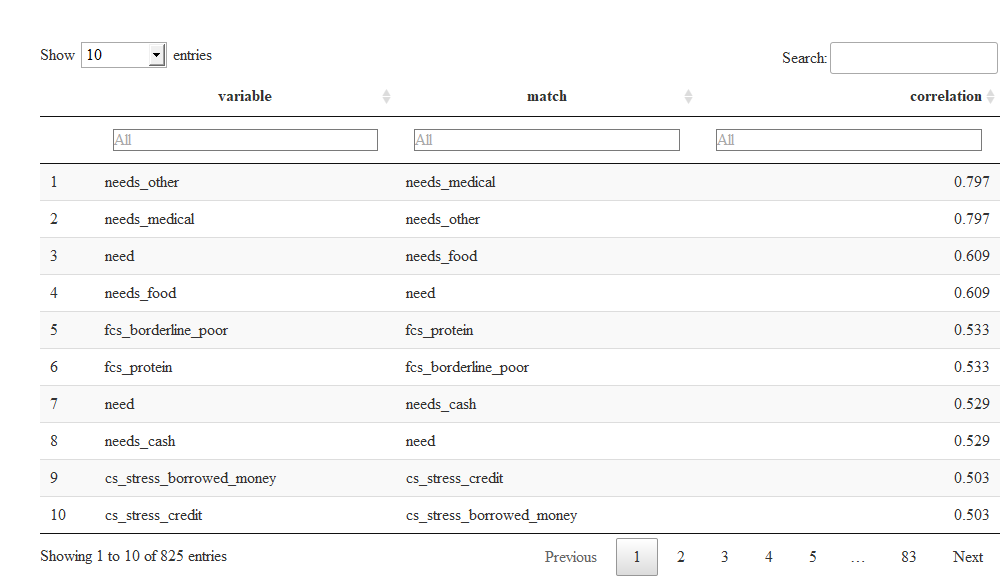 Show 10 entries Search:
variable match correlation
All All All
1 needs_other needs_medical 0.797
2 needs_medical needs_other 0.797
3 need needs_food 0.609
4 needs_food need 0.609
5 fcs_borderline_poor fcs_protein 0.533
6 fcs_protein fcs_borderline_poor 0.533
7 need needs_cash 0.529
8 needs_cash need 0.529
9 cs_stress_borrowed_money cs_stress_credit 0.503
10 cs_stress_credit cs_stress_borrowed_money 0.503
Showing 1 to 10 of 825 entries Previous 1 2 3 4 5 … 83 Next